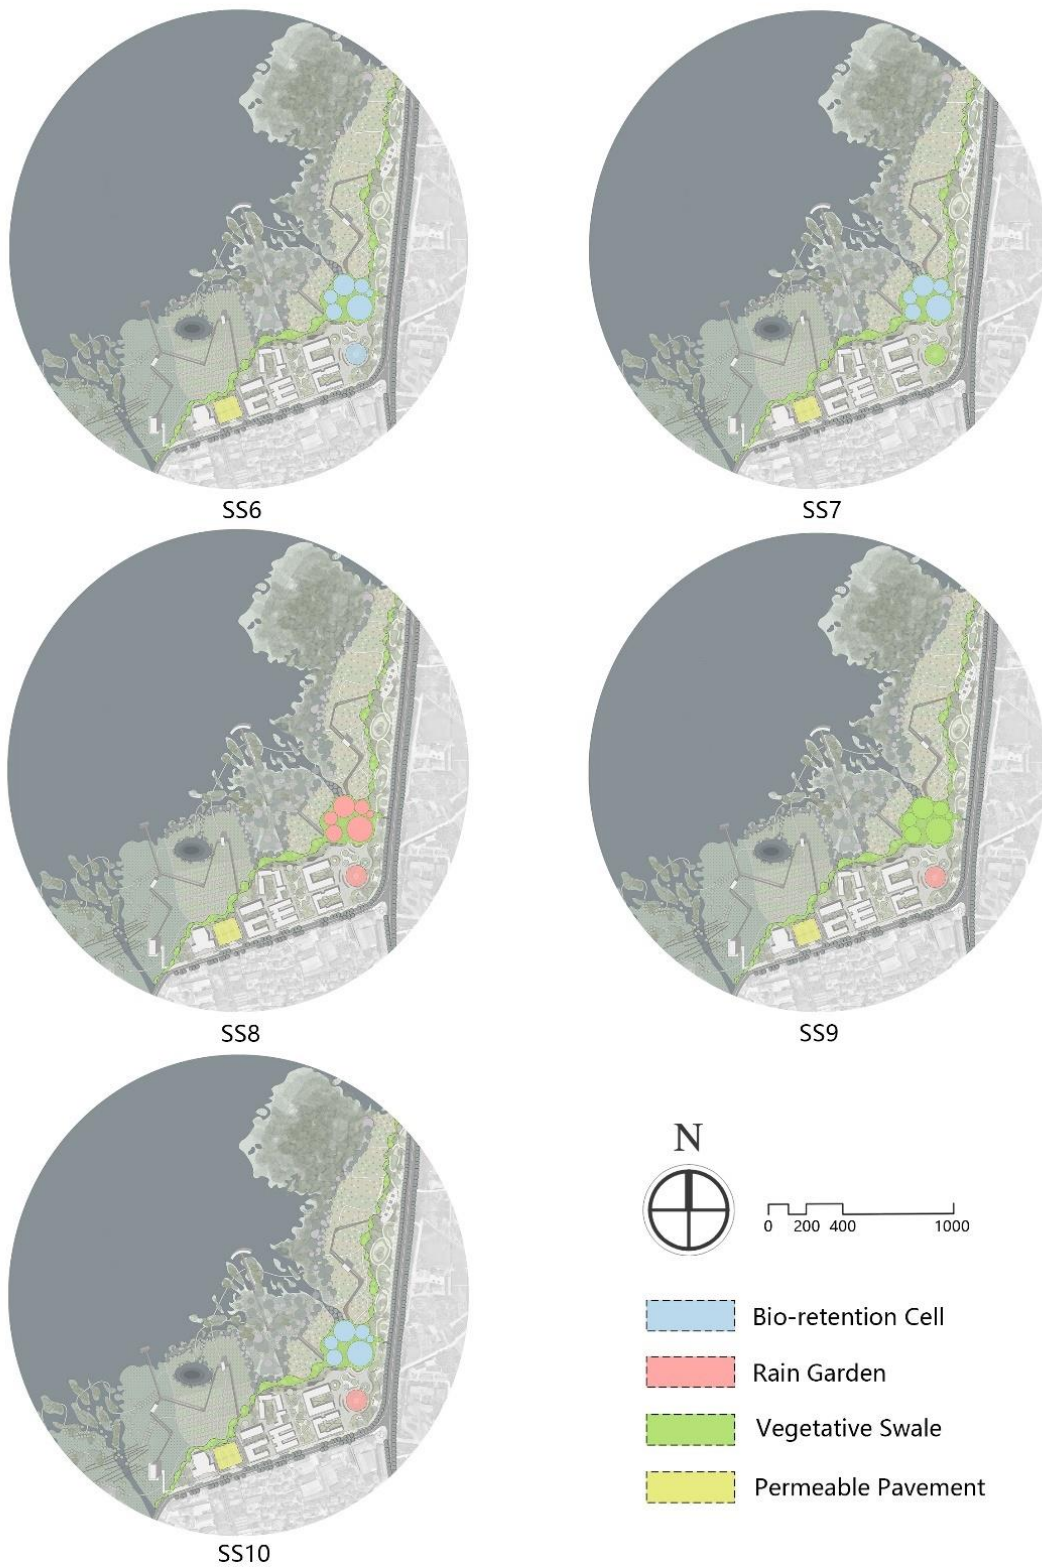 SS6
SS7
SS8
SS9
SS10
N
0 200 400 1000
Bio-retention Cell
Rain Garden
Vegetative Swale
Permeable Pavement